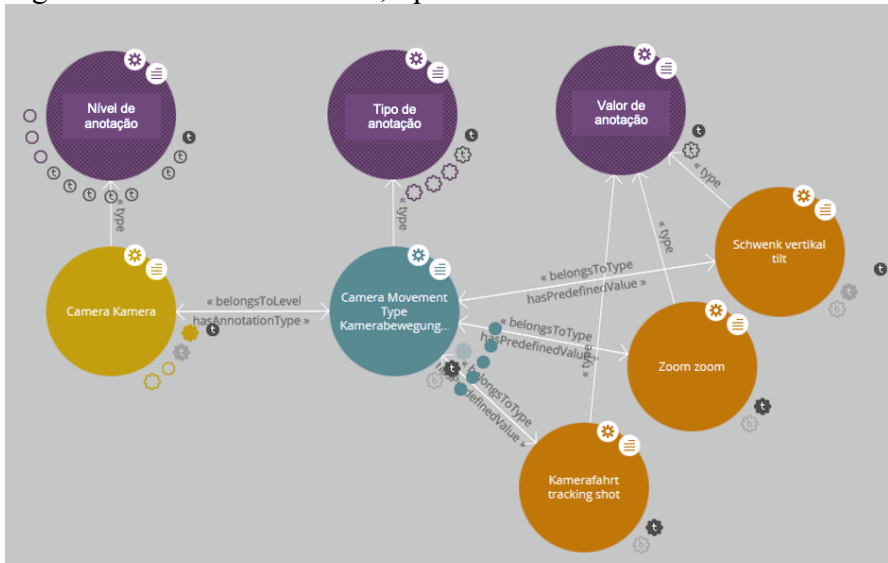 Nível de
anotação
Tipo de
anotação
Valor de
anotação
« type
« type
« type
« type
« type
Camera Kamera
« belongsToLevel
hasAnnotationType »
Camera Movement
Type
Kamerabewegung...
« belongsToType
hasPredefinedValue »
« belongsToType
hasPredefinedValue »
« belongsToType
hasPredefinedValue »
Schwenk vertikal
tilt
Zoom zoom
Kamerafahrt
tracking shot